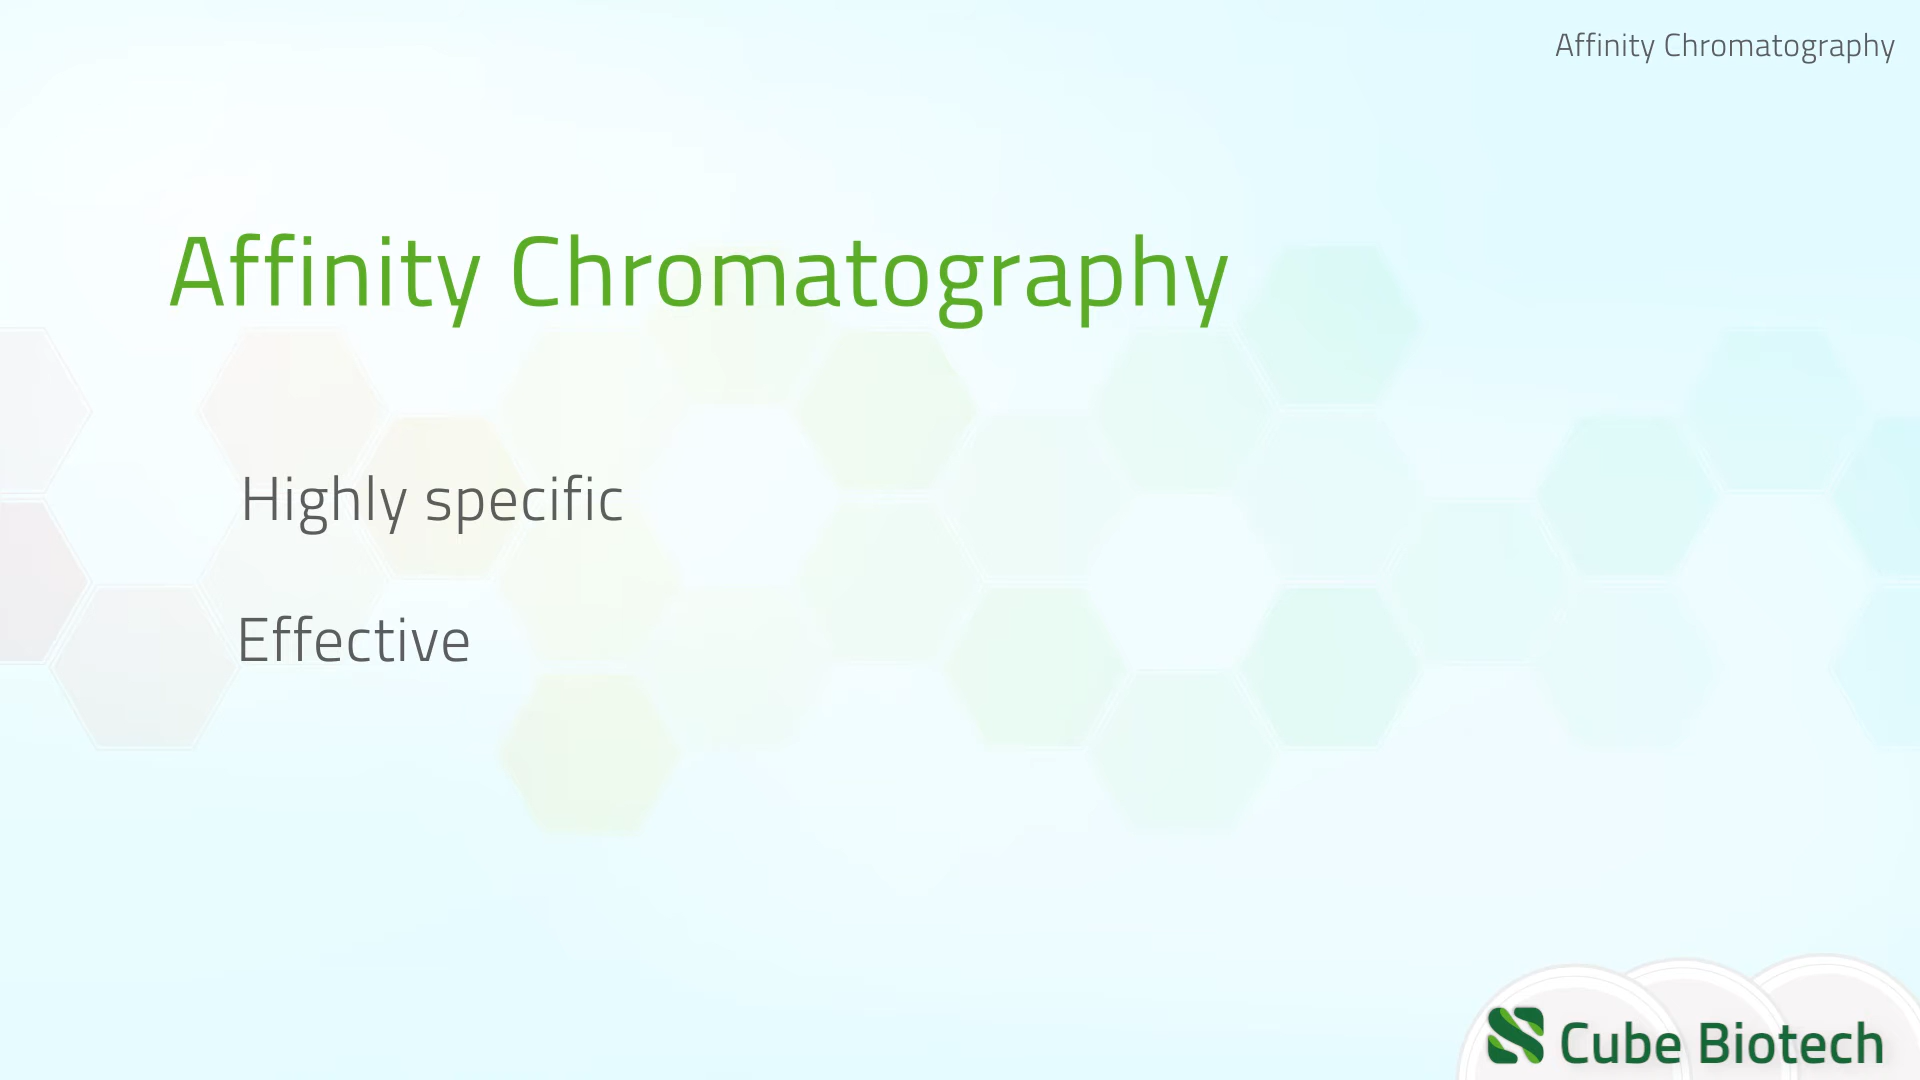 Affinity Chromatography
Affinity Chromatography
Highly specific
Effective
Cube Biotech